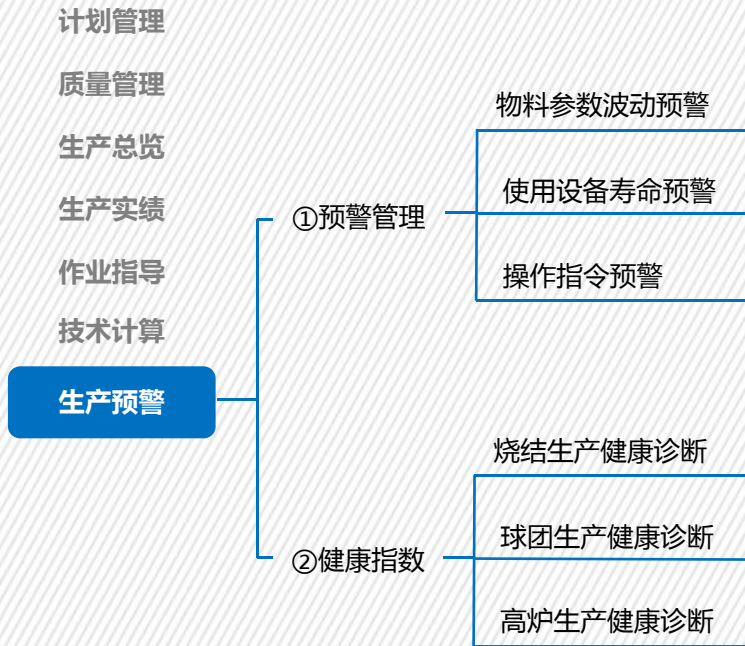 计划管理
质量管理
生产总览
生产实绩
作业指导
技术计算
生产预警
①预警管理
物料参数波动预警
使用设备寿命预警
操作指令预警
②健康指数
烧结生产健康诊断
球团生产健康诊断
高炉生产健康诊断